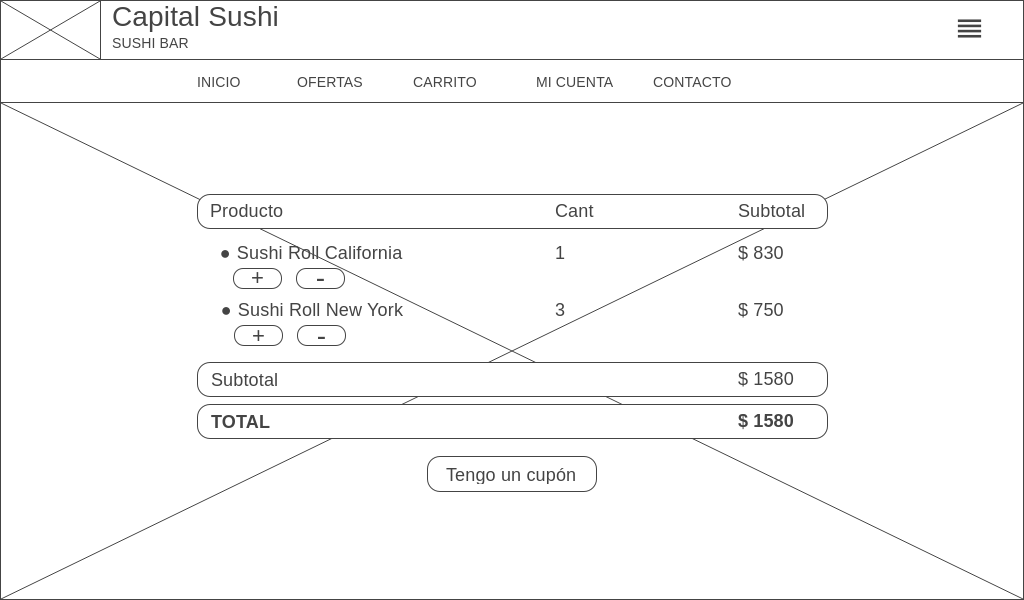 Capital Sushi
SUSHI BAR
INICIO OFERTAS CARRITO MI CUENTA CONTACTO
Producto Cant Subtotal
● Sushi Roll California 1 $ 830
+ -
● Sushi Roll New York 3 $ 750
+ -
Subtotal $ 1580
TOTAL $ 1580
Tengo un cupón